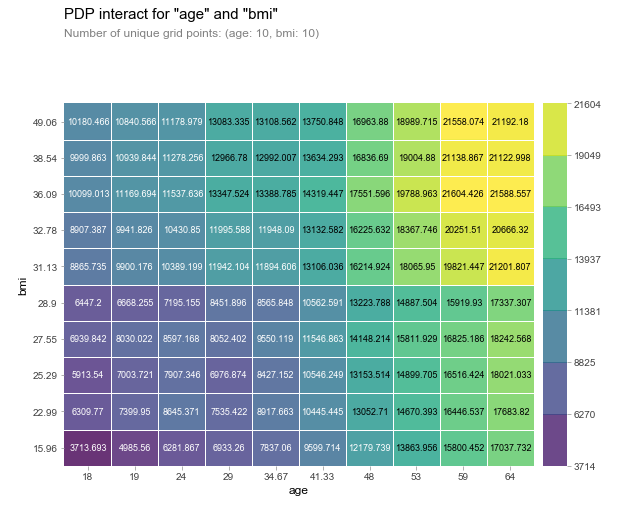 PDP interact for "age" and "bmi"
Number of unique grid points: (age: 10, bmi: 10)
21604
49.06 10180.466 10840.566 11178.979 13083.335 13108.562 13750.848 16963.88 18989.715 21558.074 21192.18
38.54 9999.863 10939.844 11278.256 12966.78 12992.007 13634.293 16836.69 19004.88 21138.867 21122.998
19049
36.09 10099.013 11169.694 11537.636 13347.524 13388.785 14319.447 17551.596 19788.963 21604.426 21588.557
16493
32.78 8907.387 9941.826 10430.85 11995.588 11948.09 13132.582 16225.632 18367.746 20251.51 20666.32
13937
31.13 8865.735 9900.176 10389.199 11942.104 11894.606 13106.036 16214.924 18065.95 19821.447 21201.807
bmi
28.9 6447.2 6668.255 7195.155 8451.896 8565.848 10562.591 13223.788 14887.504 15919.93 17337.307
11381
27.55 6939.842 8030.022 8597.168 8052.402 9550.119 11546.863 14148.214 15811.929 16825.186 18242.568
8825
25.29 5913.54 7003.721 7907.346 6976.874 8427.152 10546.249 13153.514 14899.705 16516.424 18021.033
22.99 6309.77 7399.95 8645.371 7535.422 8917.663 10445.445 13052.71 14670.393 16446.537 17683.82
6270
15.96 3713.693 4985.56 6281.867 6933.26 7837.06 9599.714 12179.739 13863.956 15800.452 17037.732
3714
18 19 24 29 34.67 41.33 48 53 59 64
age